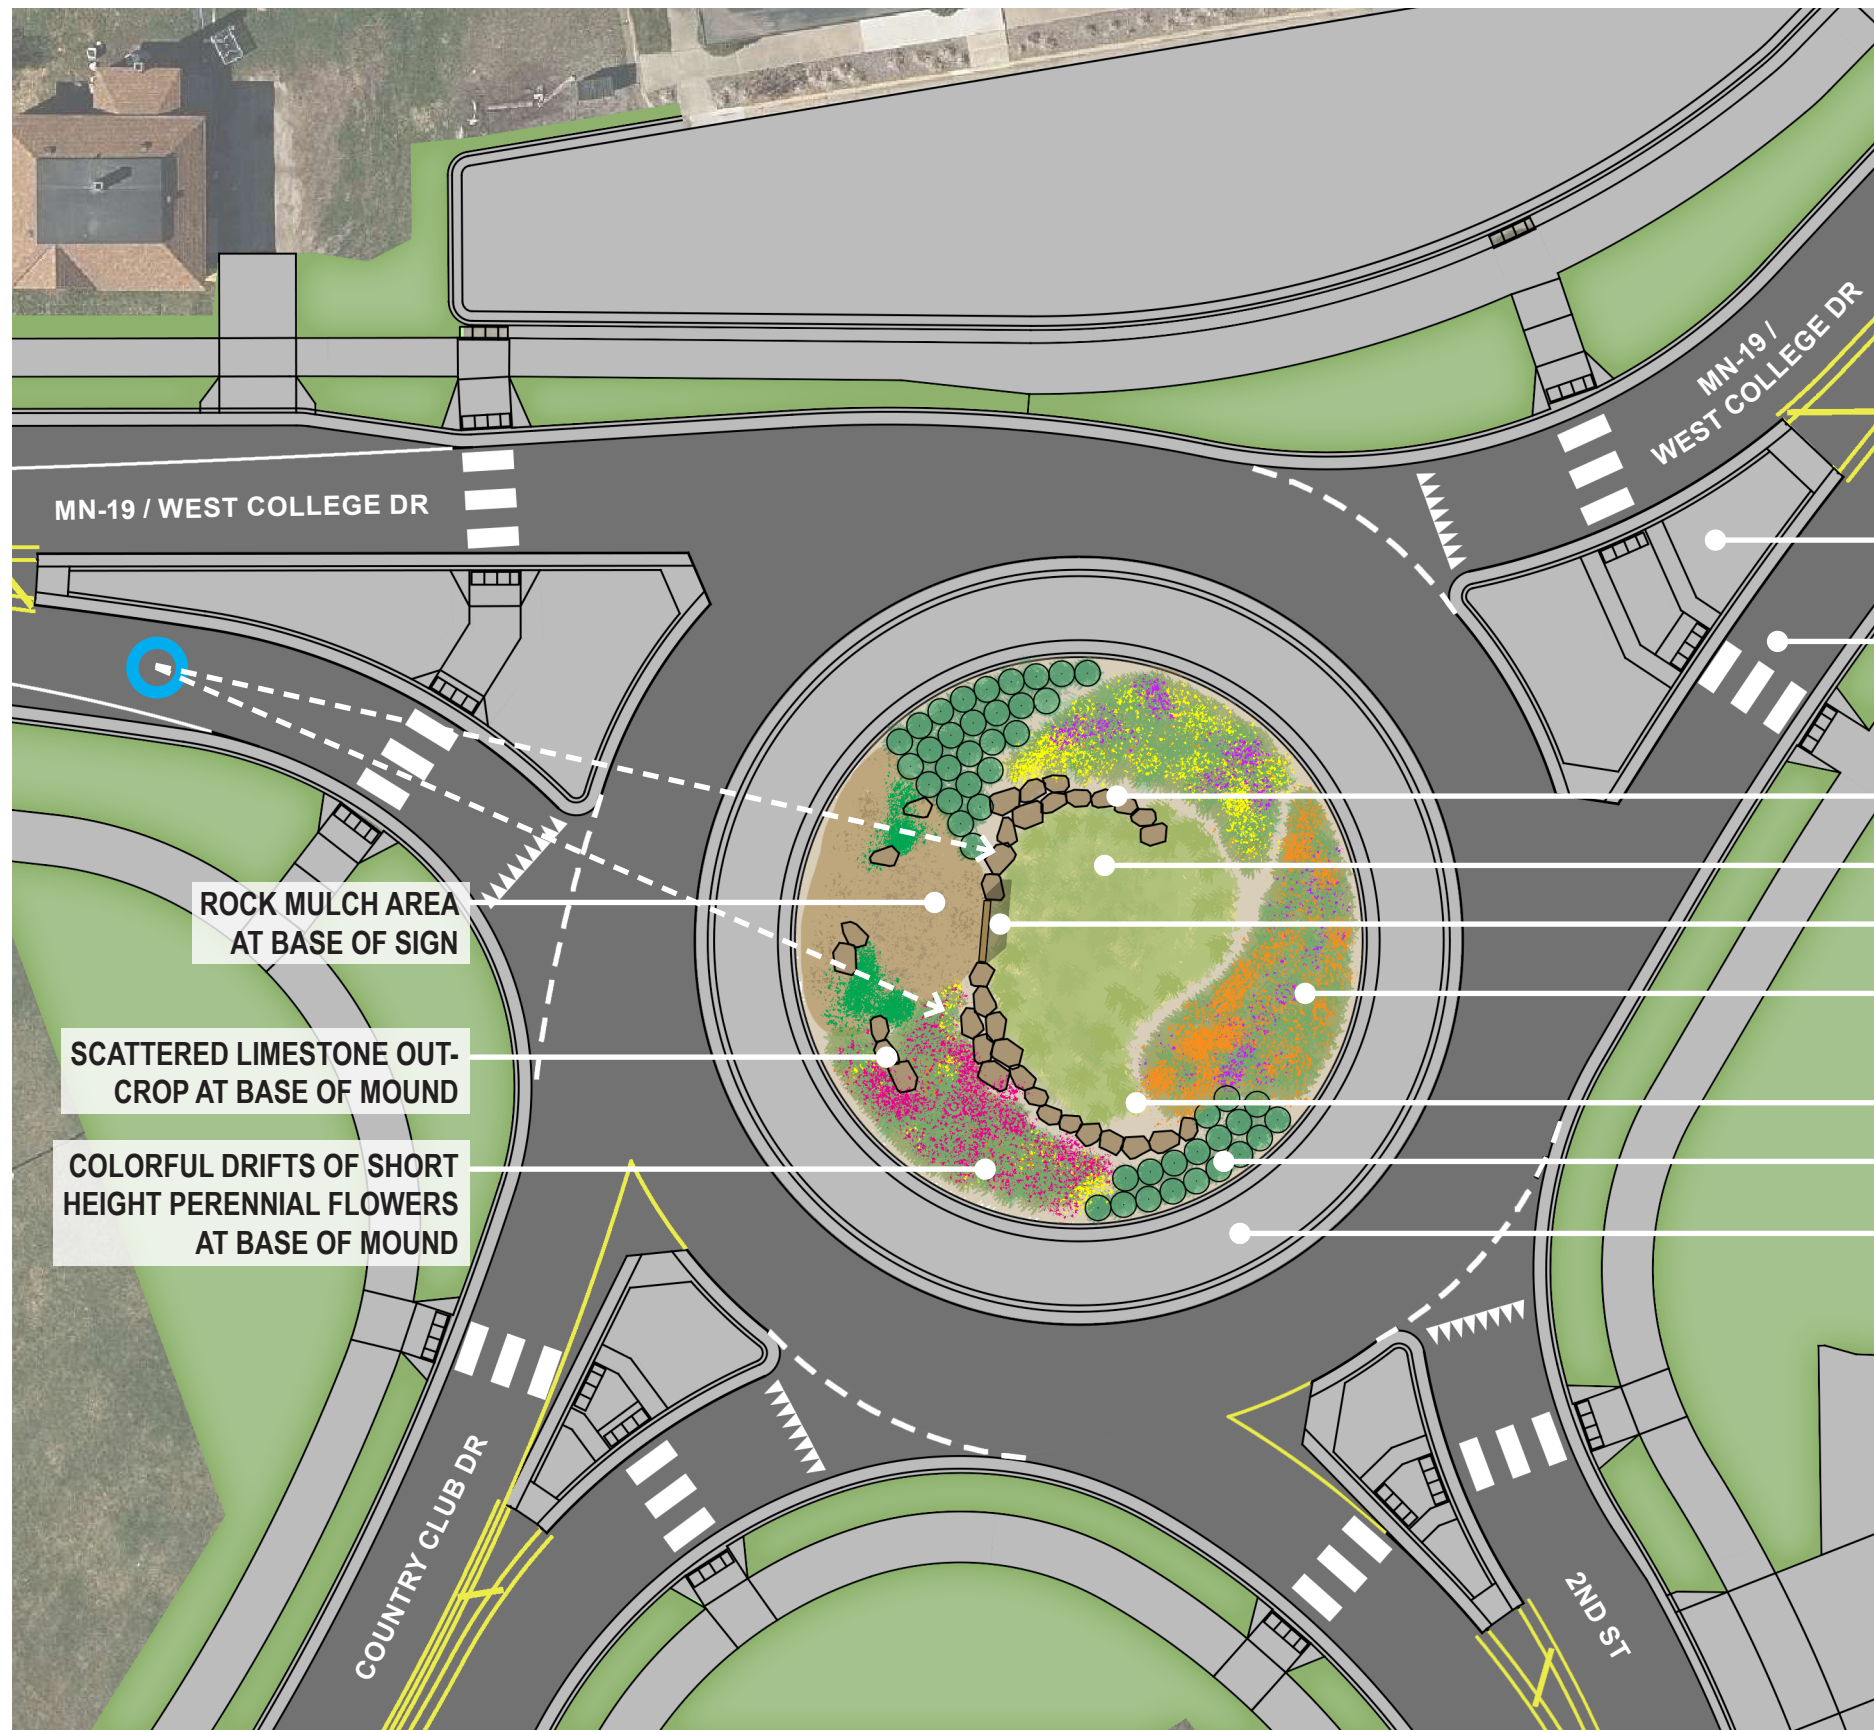 MN-19 /
WEST COLLEGE DR
MN-19 / WEST COLLEGE DR
ROCK MULCH AREA
AT BASE OF SIGN
SCATTERED LIMESTONE OUT-
CROP AT BASE OF MOUND
COLORFUL DRIFTS OF SHORT
HEIGHT PERENNIAL FLOWERS
AT BASE OF MOUND
COUNTRY CLUB DR
2ND ST